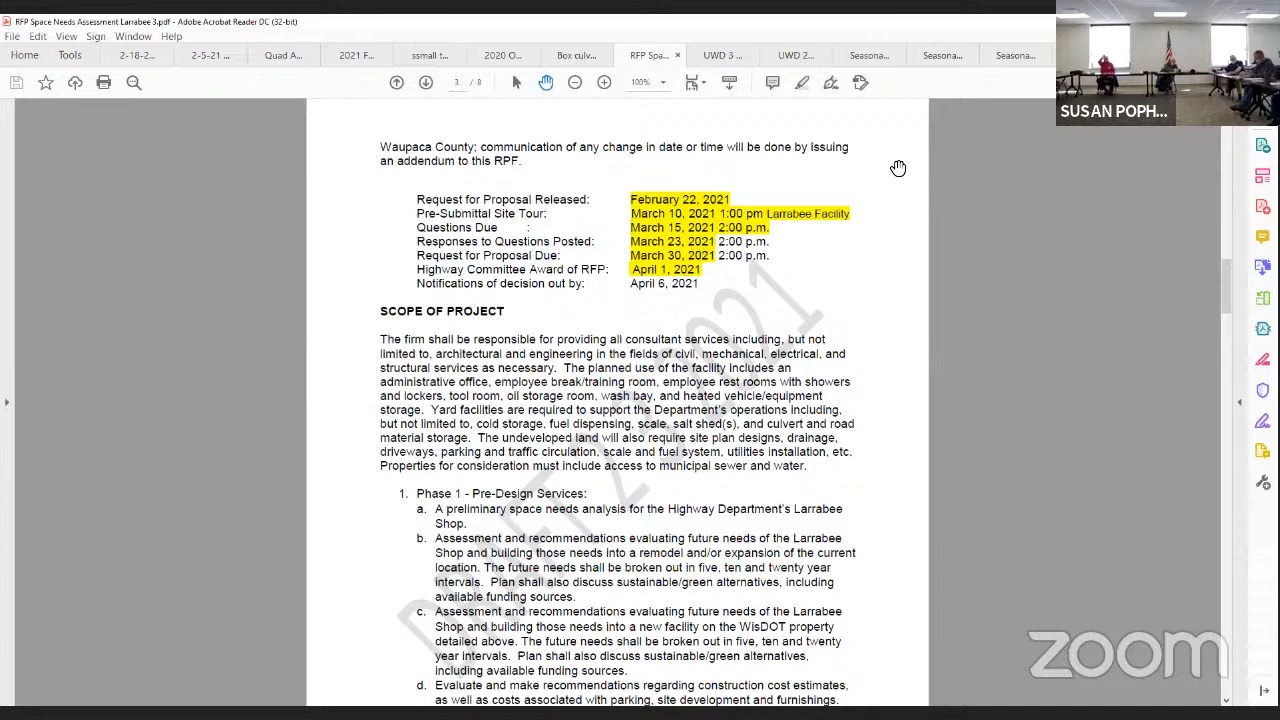 RFP Space Needs Assessment Larrabee 3.pdf - Adobe Acrobat Reader DC (32-bit)
File Edit View Sign Window Help
Home Tools 2-18-2... 2-5-21 ... Quad A... 2021 F... ssmall t... 2020 O... Box culv... RFP Spa... × UWD 3 ... UWD 2... Seasona... Seasona... Seasona...
3 / 8 100%
SUSAN POPH...
Waupaca County; communication of any change in date or time will be done by issuing
an addendum to this RPF.
Request for Proposal Released: February 22, 2021
Pre-Submittal Site Tour: March 10, 2021 1:00 pm Larrabee Facility
Questions Due : March 15, 2021 2:00 p.m.
Responses to Questions Posted: March 23, 2021 2:00 p.m.
Request for Proposal Due: March 30, 2021 2:00 p.m.
Highway Committee Award of RFP: April 1, 2021
Notifications of decision out by: April 6, 2021
SCOPE OF PROJECT
The firm shall be responsible for providing all consultant services including, but not
limited to, architectural and engineering in the fields of civil, mechanical, electrical, and
structural services as necessary. The planned use of the facility includes an
administrative office, employee break/training room, employee rest rooms with showers
and lockers, tool room, oil storage room, wash bay, and heated vehicle/equipment
storage. Yard facilities are required to support the Department's operations including,
but not limited to, cold storage, fuel dispensing, scale, salt shed(s), and culvert and road
material storage. The undeveloped land will also require site plan designs, drainage,
driveways, parking and traffic circulation, scale and fuel system, utilities installation, etc.
Properties for consideration must include access to municipal sewer and water.
1. Phase 1 - Pre-Design Services:
a. A preliminary space needs analysis for the Highway Department's Larrabee
Shop.
b. Assessment and recommendations evaluating future needs of the Larrabee
Shop and building those needs into a remodel and/or expansion of the current
location. The future needs shall be broken out in five, ten and twenty year
intervals. Plan shall also discuss sustainable/green alternatives, including
available funding sources.
c. Assessment and recommendations evaluating future needs of the Larrabee
Shop and building those needs into a new facility on the WisDOT property
detailed above. The future needs shall be broken out in five, ten and twenty
year intervals. Plan shall also discuss sustainable/green alternatives,
including available funding sources.
d. Evaluate and make recommendations regarding construction cost estimates,
as well as costs associated with parking, site development and furnishings.
DRAFT 2 3 2021
zoom